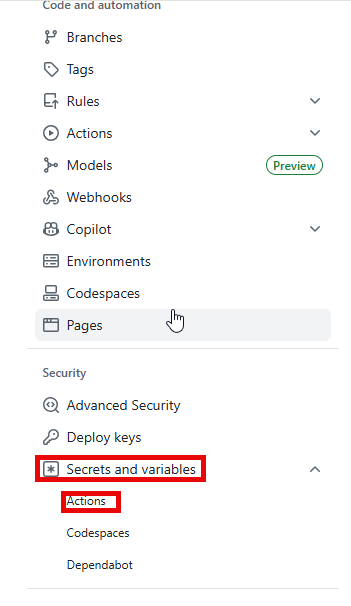 Code and automation
Branches
Tags
Rules
Actions
Models Preview
Webhooks
Copilot
Environments
Codespaces
Pages
Security
Advanced Security
Deploy keys
Secrets and variables
Actions
Codespaces
Dependabot